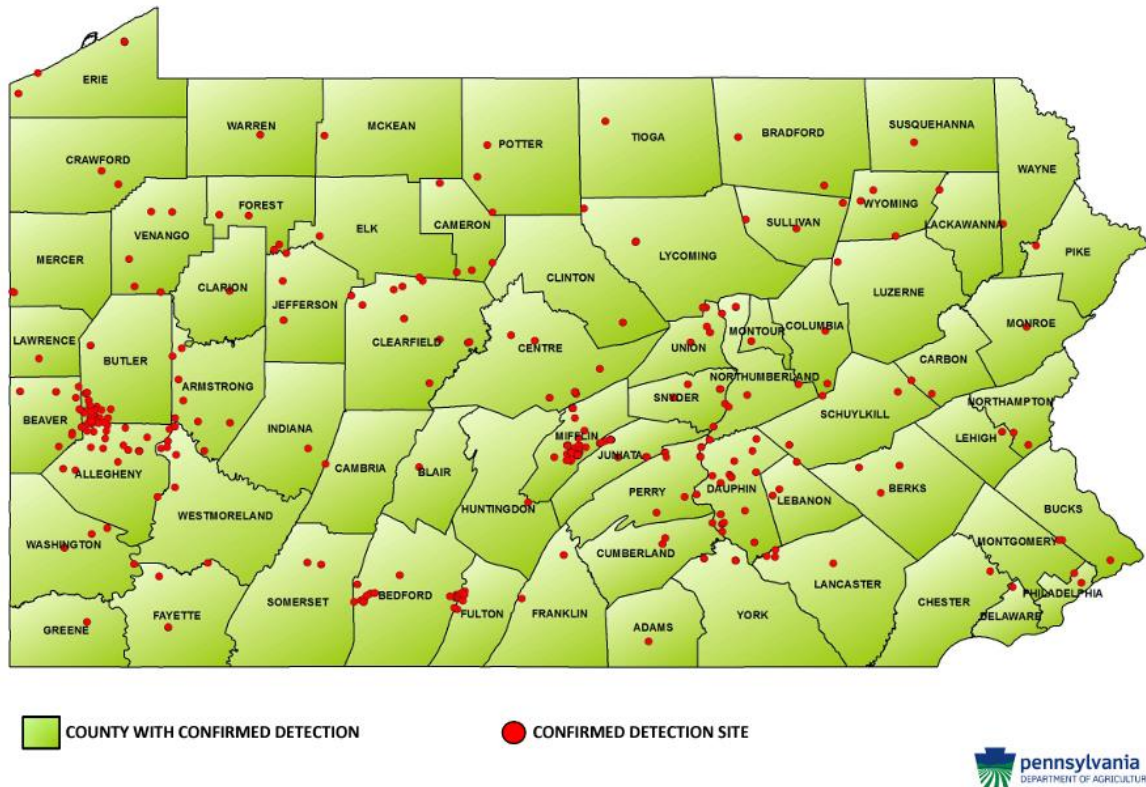 ERIE
WARREN
MCKEAN
POTTER
TIOGA
BRADFORD
SUSQUEHANNA
CRAWFORD
WAYNE
FOREST
WYOMING
VENANGO
ELK
CAMERON
SULLIVAN
LACKAWANNA
MERCER
LYCOMING
PIKE
CLINTON
CLARION
LUZERNE
JEFFERSON
COLUMBIA
MONROE
LAWRENCE
MONTOUR
BUTLER
CLEARFIELD
CENTRE
UNION
CARBON
ARMSTRONG
NORTHUMBERLAND
SNYDER
NORTHAMPTON
SCHUYLKILL
BEAVER
INDIANA
MIFFLIN
LEHIGH
JUNIATA
CAMBRIA
BLAIR
ALLEGHENY
BERKS
PERRY
DAUPHIN
LEBANON
HUNTINGDON
BUCKS
WESTMORELAND
MONTGOMERY
WASHINGTON
CUMBERLAND
LANCASTER
PHILADELPHIA
BEDFORD
SOMERSET
CHESTER
FAYETTE
FULTON
FRANKLIN
YORK
DELAWARE
ADAMS
GREENE
COUNTY WITH CONFIRMED DETECTION
CONFIRMED DETECTION SITE
pennsylvania
DEPARTMENT OF AGRICULTUR